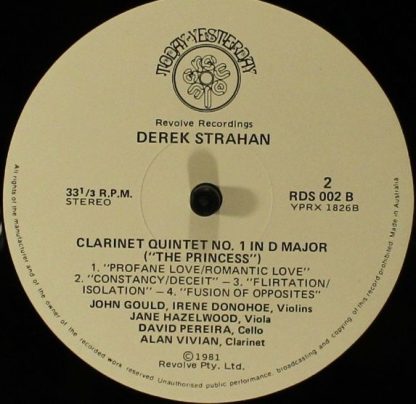 TODAY-YESTERDAY
Revolve Recordings
DEREK STRAHAN
33 1/3 R.P.M.
STEREO
2
RDS 002 B
YPRX 1826B
CLARINET QUINTET NO. 1 IN D MAJOR
("THE PRINCESS")
1. "PROFANE LOVE/ROMANTIC LOVE"
2. "CONSTANCY/DECEIT" — 3. "FLIRTATION/
ISOLATION" — 4. "FUSION OF OPPOSITES"
JOHN GOULD, IRENE DONOHOE, Violins
JANE HAZELWOOD, Viola
DAVID PEREIRA, Cello
ALAN VIVIAN, Clarinet
©1981
Revolve Pty. Ltd.
All rights of the manufacturer and of the owner of the recorded work reserved. Unauthorised public performance, broadcasting and copying of this record prohibited. Made in Australia